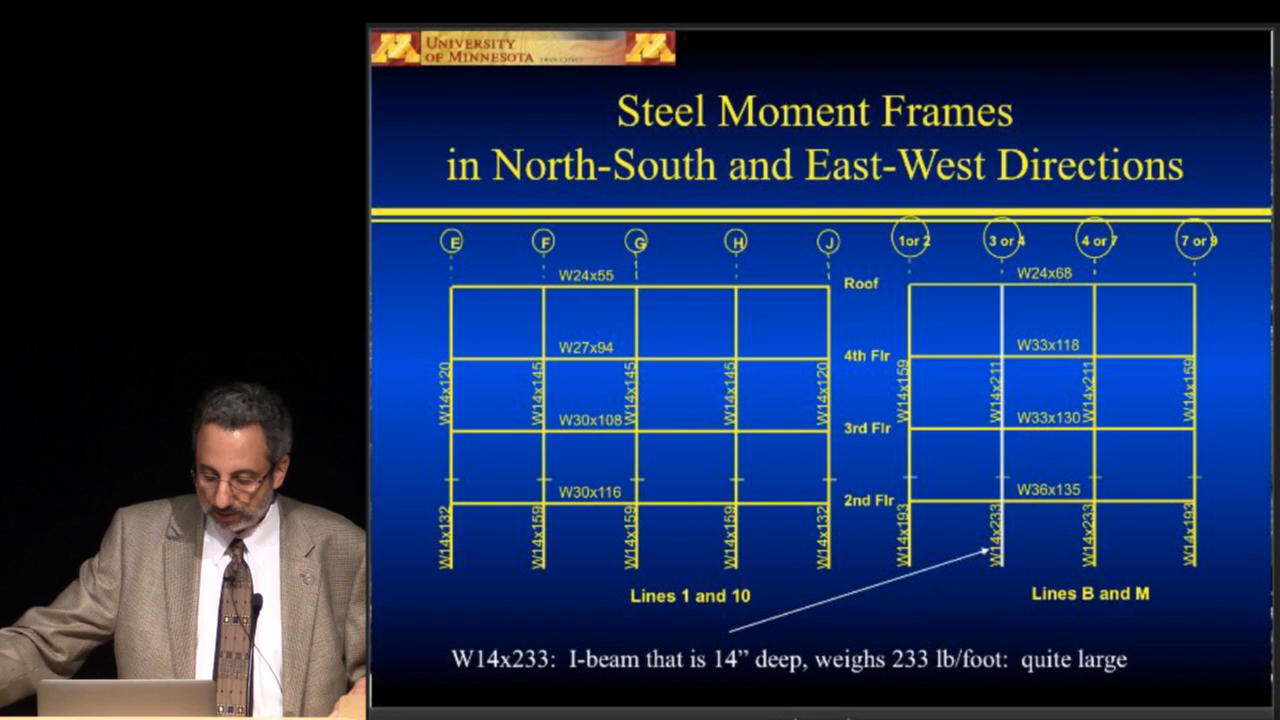 UNIVERSITY
OF MINNESOTA
Steel Moment Frames
in North-South and East-West Directions
E F G H J 1or 2 3 or 4 4 or 7 7 or 9
W24x55 Roof W24x68
W27x94 4th Flr W33x118
W14x120 W14x145 W14x145 W14x145 W14x120 W14x159 W14x211 W14x211 W14x159
W30x108 3rd Flr W33x130
W30x116 2nd Flr W36x135
W14x132 W14x159 W14x159 W14x159 W14x132 W14x193 W14x233 W14x233 W14x193
Lines 1 and 10 Lines B and M
W14x233: I-beam that is 14” deep, weighs 233 lb/foot: quite large